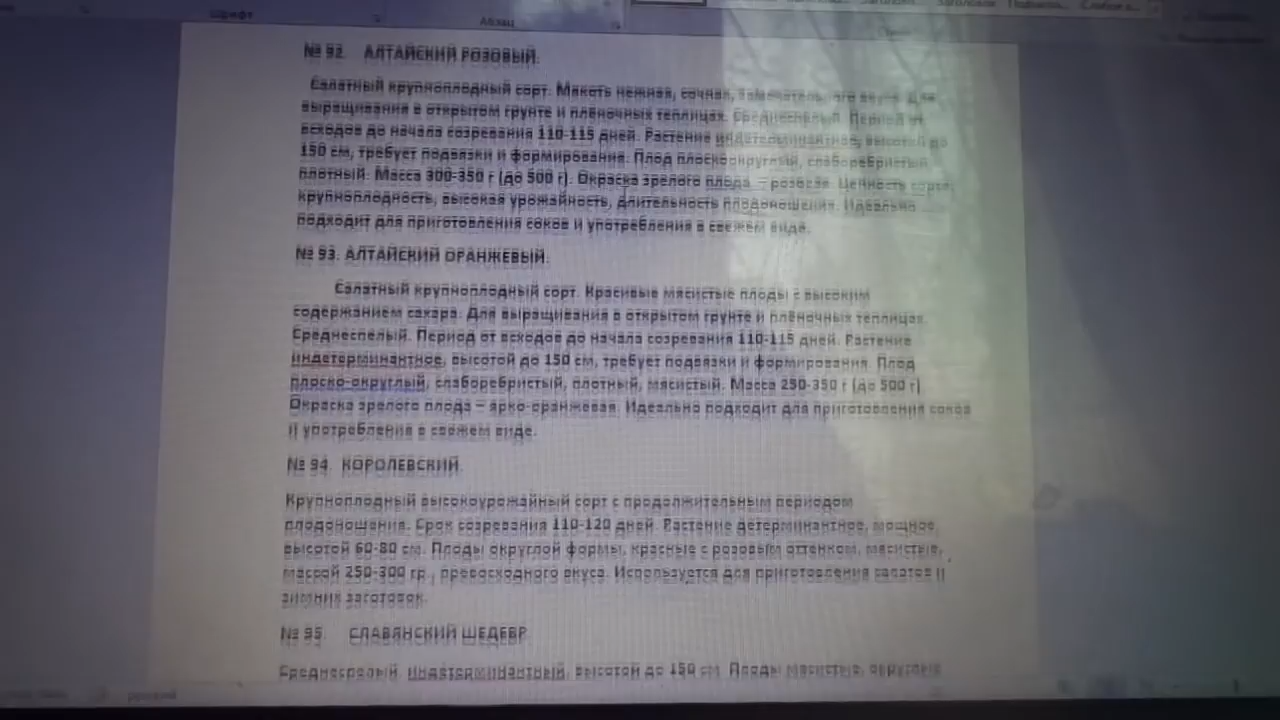 Шрифт
Абзац
№ 92. АЛТАЙСКИЙ РОЗОВЫЙ.
Салатный крупноплодный сорт. Мякоть нежная, сочная, замечательного вкуса. Для
выращивания в открытом грунте и плёночных теплицах. Среднеспелый. Период от
всходов до начала созревания 110-115 дней. Растение индетерминантное, высотой до
150 см, требует подвязки и формирования. Плод плоскоокруглый, слаборебристый,
плотный. Масса 300-350 г (до 500 г). Окраска зрелого плода – розовая. Ценность сорта:
крупноплодность, высокая урожайность, длительность плодоношения. Идеально
подходит для приготовления соков и употребления в свежем виде.
№ 93. АЛТАЙСКИЙ ОРАНЖЕВЫЙ.
Салатный крупноплодный сорт. Красивые мясистые плоды с высоким
содержанием сахара. Для выращивания в открытом грунте и плёночных теплицах.
Среднеспелый. Период от всходов до начала созревания 110-115 дней. Растение
индетерминантное, высотой до 150 см, требует подвязки и формирования. Плод
плоско-округлый, слаборебристый, плотный, мясистый. Масса 250-350 г (до 500 г)
Окраска зрелого плода – ярко-оранжевая. Идеально подходит для приготовления соков
и употребления в свежем виде.
№ 94. КОРОЛЕВСКИЙ.
Крупноплодный высокоурожайный сорт с продолжительным периодом
плодоношения. Срок созревания 110-120 дней. Растение детерминантное, мощное,
высотой 60-80 см. Плоды округлой формы, красные с розовым оттенком, мясистые,
массой 250-300 гр., превосходного вкуса. Используется для приготовления салатов и
зимних заготовок.
№ 95. СЛАВЯНСКИЙ ШЕДЕВР
Среднеспелый, индетерминантный, высотой до 150 см. Плоды мясистые, округлые
русский